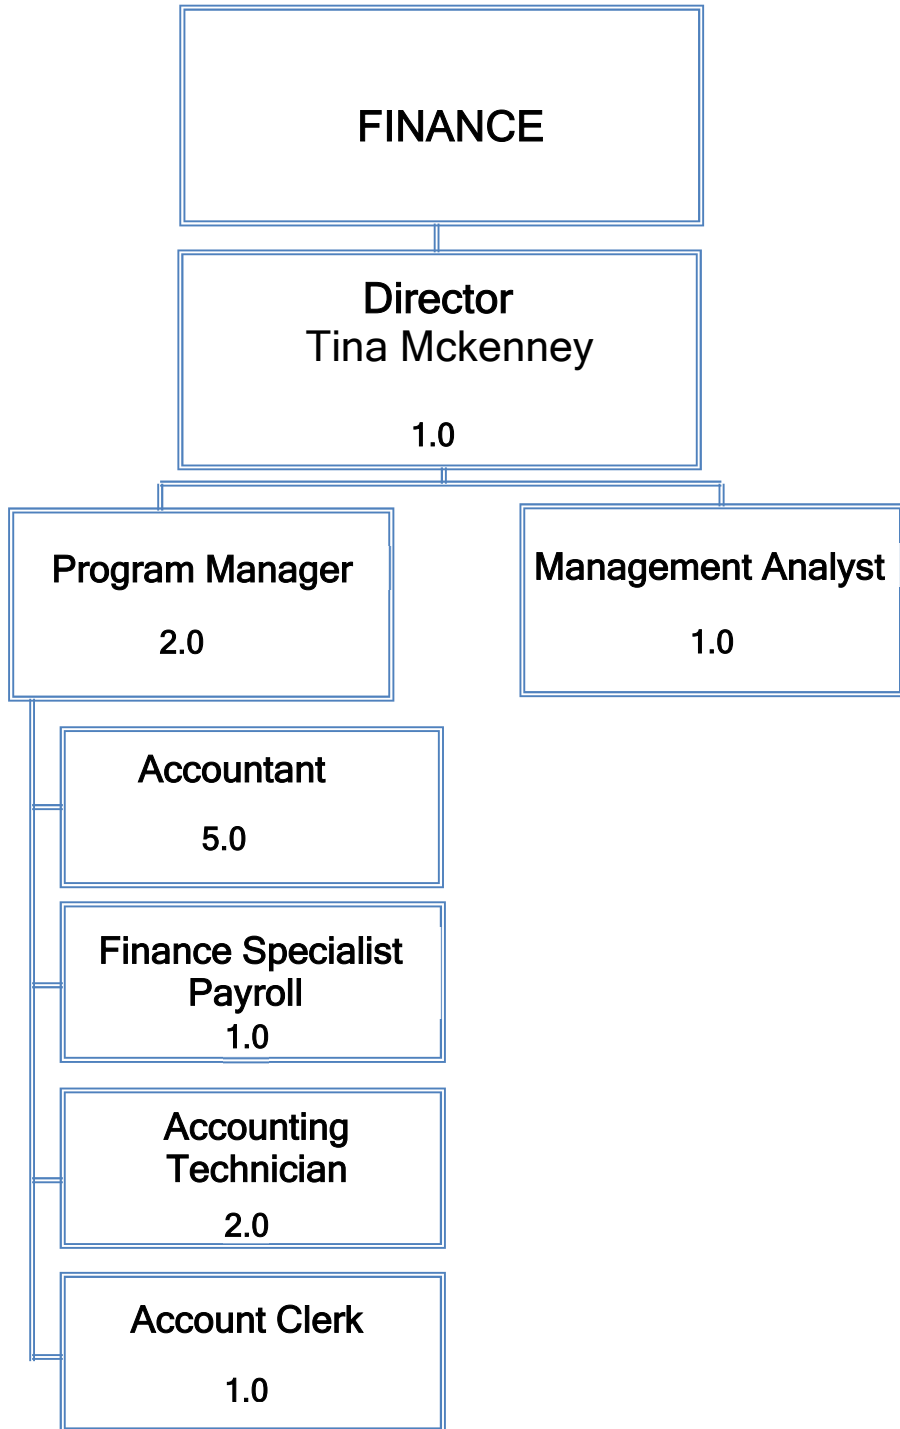 FINANCE
Director
Tina Mckenney
1.0
Program Manager
2.0
Management Analyst
1.0
Accountant
5.0
Finance Specialist
Payroll
1.0
Accounting
Technician
2.0
Account Clerk
1.0